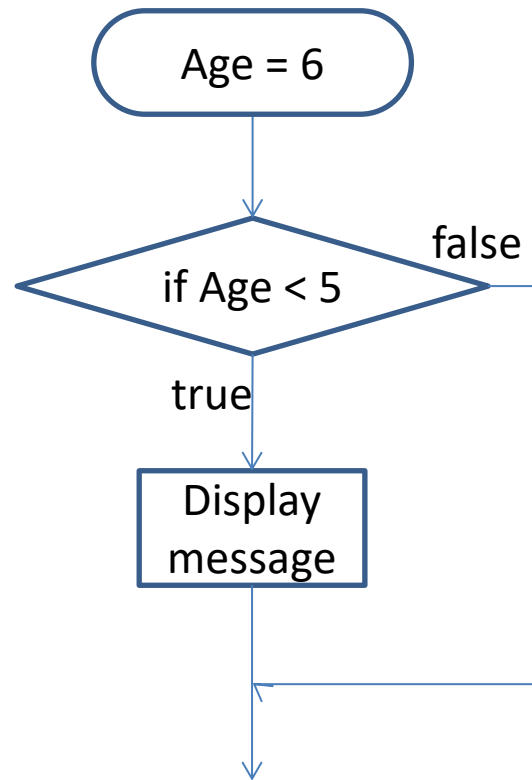 Age = 6
false
if Age < 5
true
Display
message